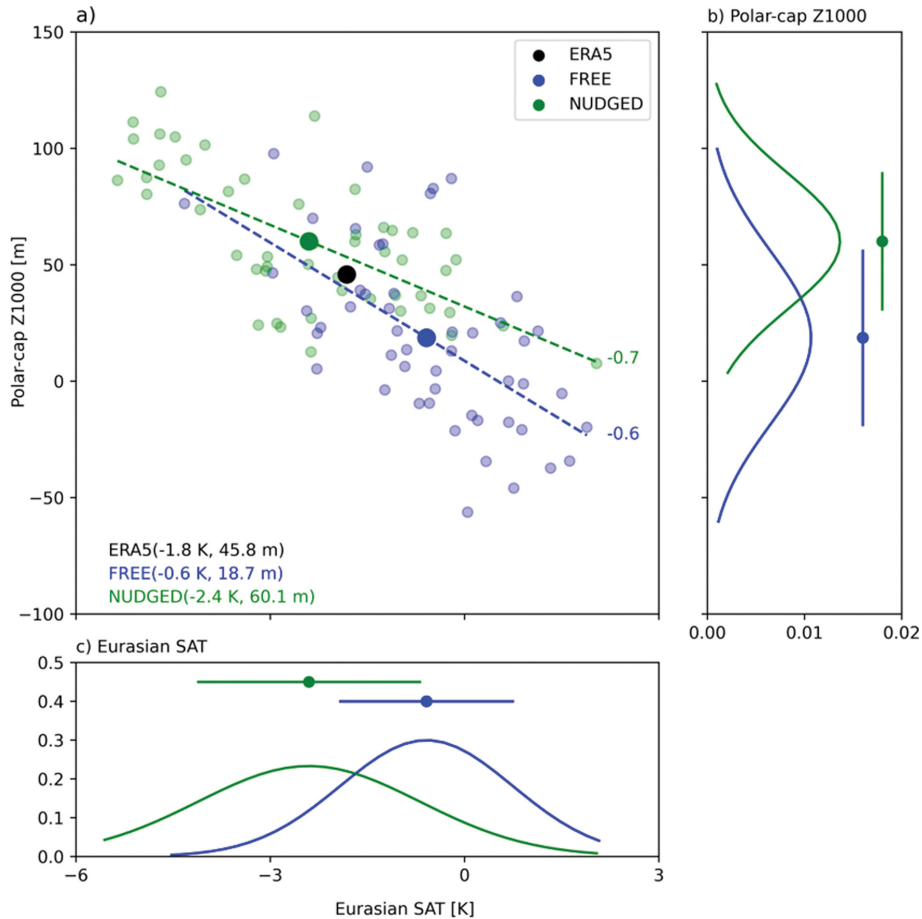 a)
b) Polar-cap Z1000
150
100
50
0
−50
−100
Polar-cap Z1000 [m]
ERA5
FREE
NUDGED
-0.7
-0.6
ERA5(-1.8 K, 45.8 m)
FREE(-0.6 K, 18.7 m)
NUDGED(-2.4 K, 60.1 m)
0.00
0.01
0.02
c) Eurasian SAT
0.5
0.4
0.3
0.2
0.1
0.0
−6
−3
0
3
Eurasian SAT [K]